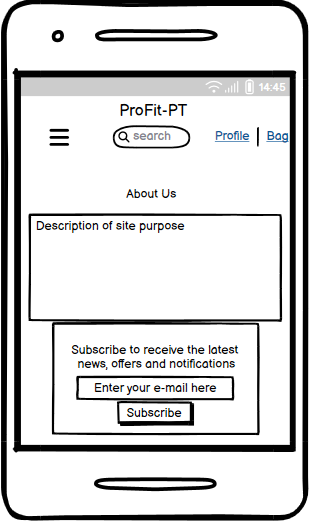 14:45
ProFit-PT
search
Profile
Bag
About Us
Description of site purpose
Subscribe to receive the latest
news, offers and notifications
Enter your e-mail here
Subscribe